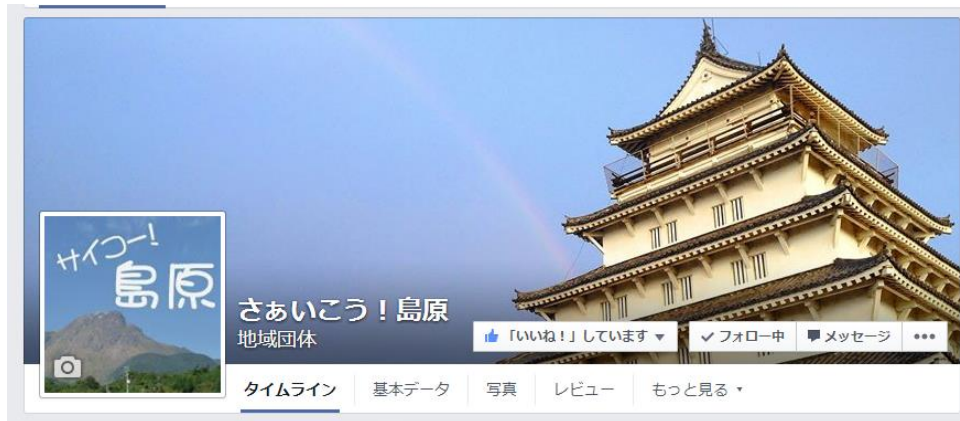 サイコー!
島原
さぁいこう！島原
地域団体
「いいね！」しています
フォロー中
メッセージ
タイムライン
基本データ
写真
レビュー
もっと見る